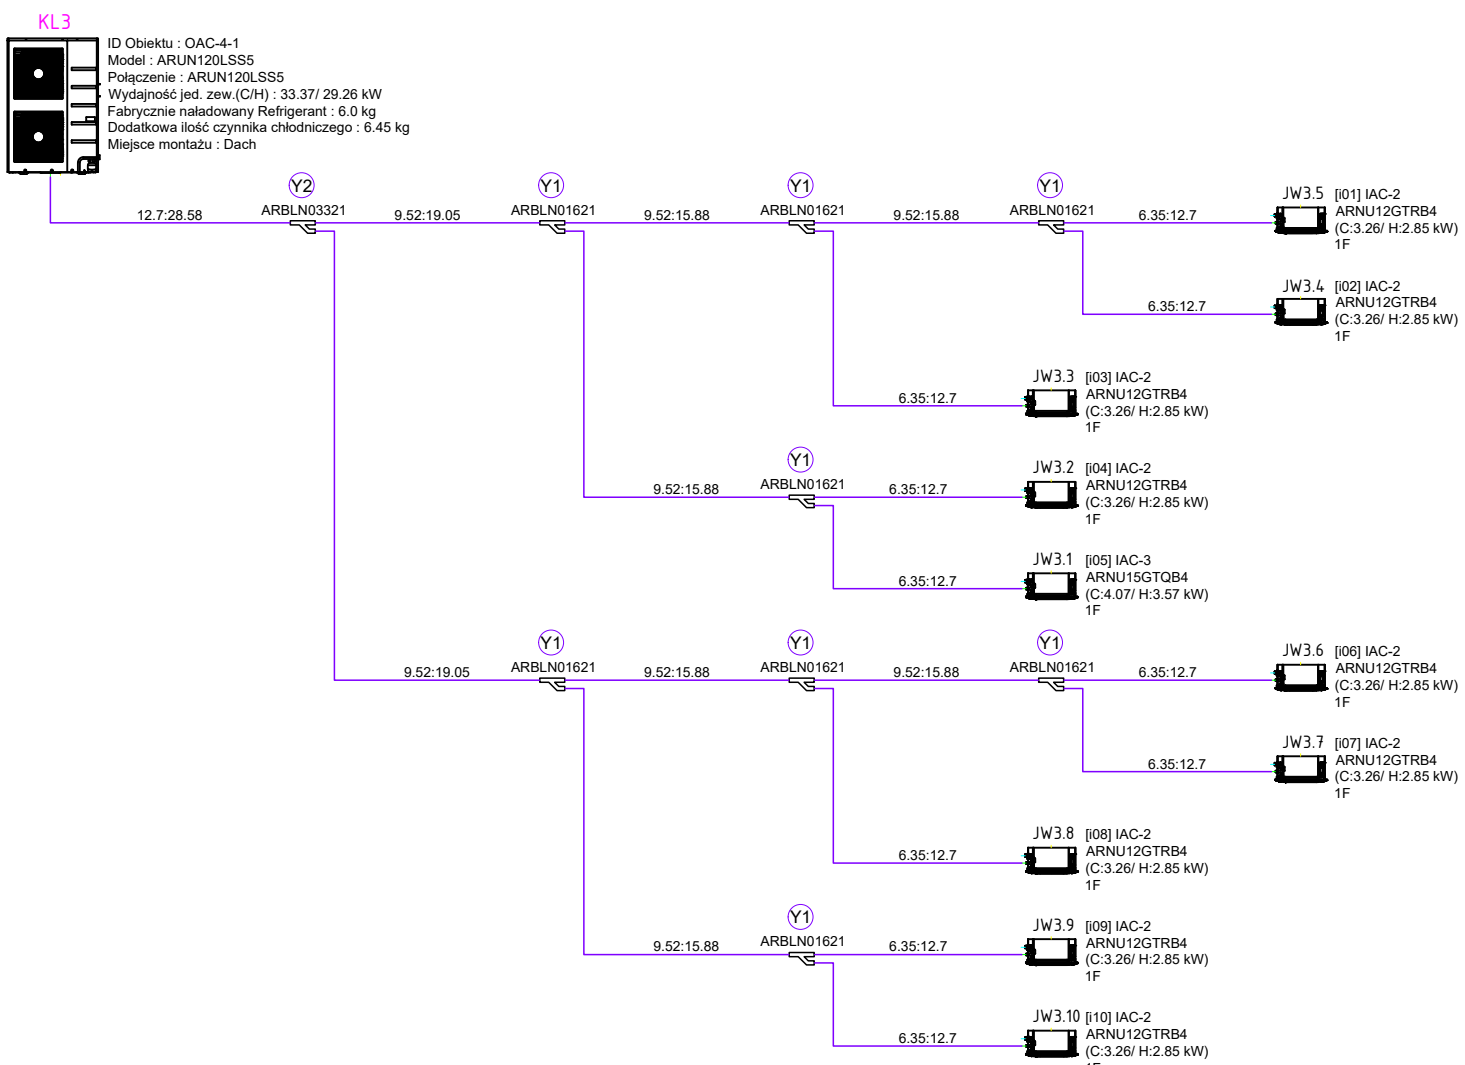 KL3
ID Obiektu : OAC-4-1
Model : ARUN120LSS5
Połączenie : ARUN120LSS5
Wydajność jed. zew.(C/H) : 33.37/ 29.26 kW
Fabrycznie naładowany Refrigerant : 6.0 kg
Dodatkowa ilość czynnika chłodniczego : 6.45 kg
Miejsce montażu : Dach
Y2
Y1
Y1
Y1
ARBLN03321
ARBLN01621
ARBLN01621
ARBLN01621
12.7:28.58
9.52:19.05
9.52:15.88
9.52:15.88
6.35:12.7
JW3.5 [i01] IAC-2
ARNU12GTRB4
(C:3.26/ H:2.85 kW)
1F
6.35:12.7
JW3.4 [i02] IAC-2
ARNU12GTRB4
(C:3.26/ H:2.85 kW)
1F
6.35:12.7
JW3.3 [i03] IAC-2
ARNU12GTRB4
(C:3.26/ H:2.85 kW)
1F
Y1
ARBLN01621
9.52:15.88
6.35:12.7
JW3.2 [i04] IAC-2
ARNU12GTRB4
(C:3.26/ H:2.85 kW)
1F
6.35:12.7
JW3.1 [i05] IAC-3
ARNU15GTQB4
(C:4.07/ H:3.57 kW)
1F
Y1
Y1
Y1
ARBLN01621
ARBLN01621
ARBLN01621
9.52:19.05
9.52:15.88
9.52:15.88
6.35:12.7
JW3.6 [i06] IAC-2
ARNU12GTRB4
(C:3.26/ H:2.85 kW)
1F
6.35:12.7
JW3.7 [i07] IAC-2
ARNU12GTRB4
(C:3.26/ H:2.85 kW)
1F
6.35:12.7
JW3.8 [i08] IAC-2
ARNU12GTRB4
(C:3.26/ H:2.85 kW)
1F
Y1
ARBLN01621
9.52:15.88
6.35:12.7
JW3.9 [i09] IAC-2
ARNU12GTRB4
(C:3.26/ H:2.85 kW)
1F
6.35:12.7
JW3.10 [i10] IAC-2
ARNU12GTRB4
(C:3.26/ H:2.85 kW)